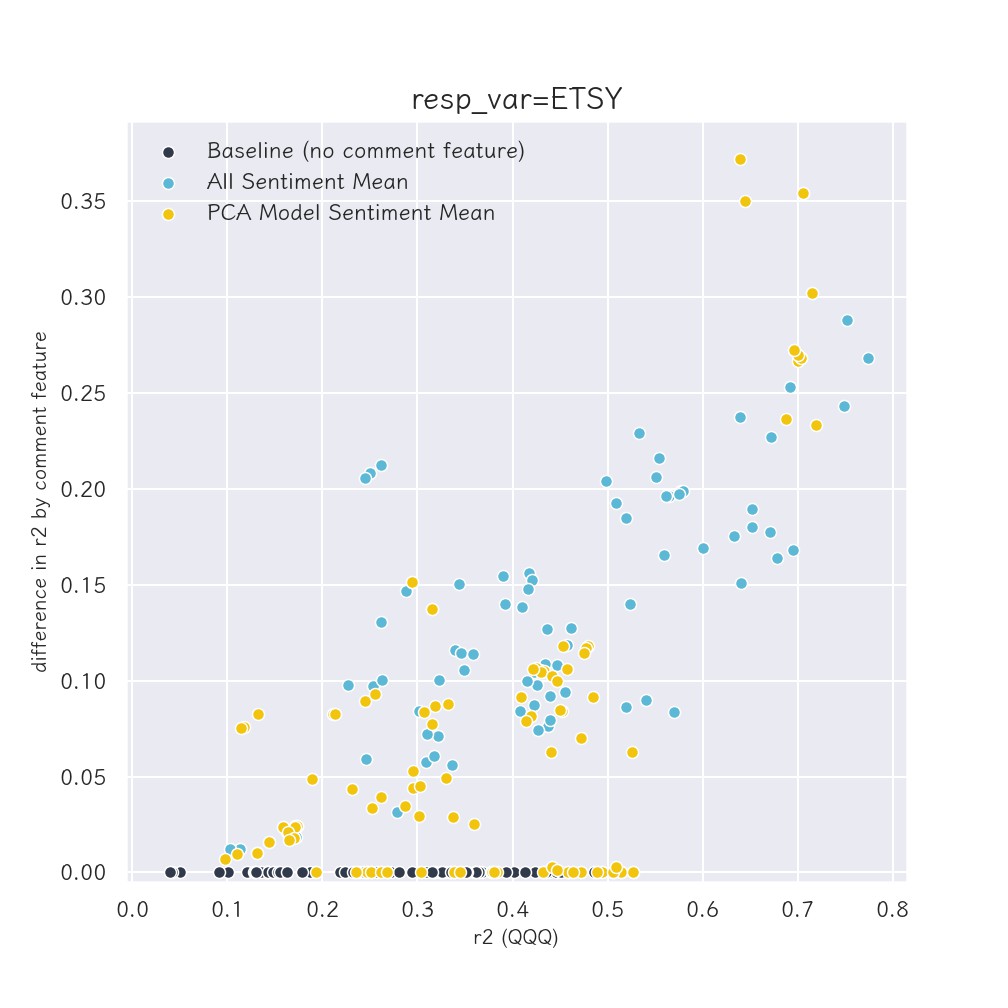 resp_var=ETSY
Baseline (no comment feature)
All Sentiment Mean
PCA Model Sentiment Mean
difference in r2 by comment feature
0.35
0.30
0.25
0.20
0.15
0.10
0.05
0.00
0.0 0.1 0.2 0.3 0.4 0.5 0.6 0.7 0.8
r2 (QQQ)